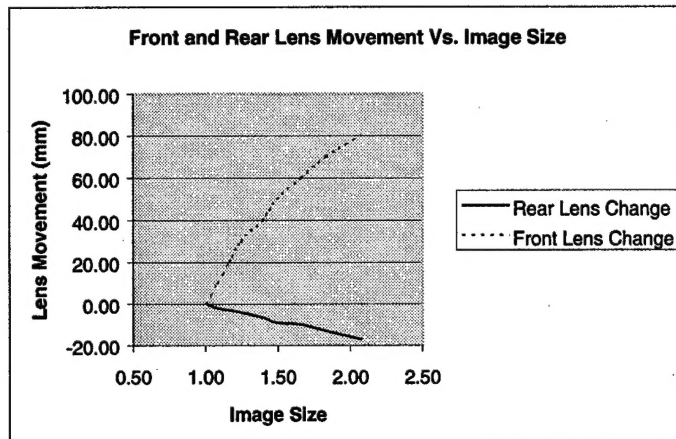 Front and Rear Lens Movement Vs. Image Size
Lens Movement (mm)
100.00
80.00
60.00
40.00
20.00
0.00
-20.00
0.50 1.00 1.50 2.00 2.50
Image Size
Rear Lens Change
Front Lens Change